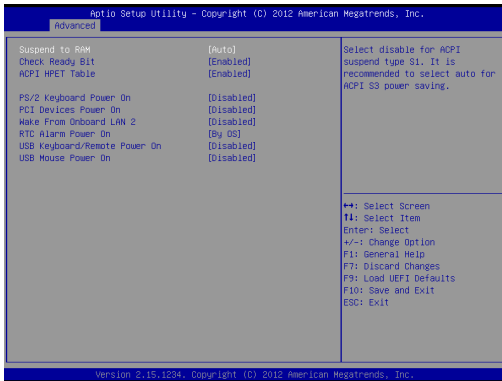 Aptio Setup Utility – Copyright (C) 2012 American Megatrends, Inc.
Advanced
Suspend to RAM [Auto]
Check Ready Bit [Enabled]
ACPI HPET Table [Enabled]
PS/2 Keyboard Power On [Disabled]
PCI Devices Power On [Disabled]
Wake From Onboard LAN 2 [Disabled]
RTC Alarm Power On [By OS]
USB Keyboard/Remote Power On [Disabled]
USB Mouse Power On [Disabled]
Select disable for ACPI
suspend type S1. It is
recommended to select auto for
ACPI S3 power saving.
↔: Select Screen
↑↓: Select Item
Enter: Select
+/-: Change Option
F1: General Help
F7: Discard Changes
F9: Load UEFI Defaults
F10: Save and Exit
ESC: Exit
Version 2.15.1234. Copyright (C) 2012 American Megatrends, Inc.